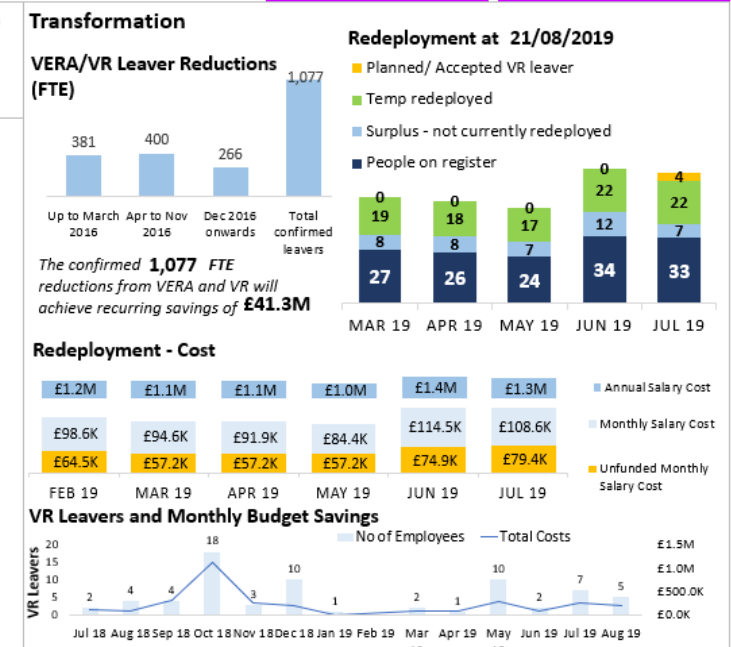 Transformation
VERA/VR Leaver Reductions
(FTE)
1,077
381
400
266
Up to March
2016
Apr to Nov
2016
Dec 2016
onwards
Total
confirmed
leavers
The confirmed 1,077 FTE
reductions from VERA and VR will
achieve recurring savings of £41.3M
Redeployment at 21/08/2019
Planned/ Accepted VR leaver
Temp redeployed
Surplus - not currently redeployed
People on register
0 0 0 0 4
19 18 17 22 22
8 8 7 12 7
27 26 24 34 33
MAR 19 APR 19 MAY 19 JUN 19 JUL 19
Redeployment - Cost
£1.2M £1.1M £1.1M £1.0M £1.4M £1.3M
£98.6K £94.6K £91.9K £84.4K £114.5K £108.6K
£64.5K £57.2K £57.2K £57.2K £74.9K £79.4K
FEB 19 MAR 19 APR 19 MAY 19 JUN 19 JUL 19
Annual Salary Cost
Monthly Salary Cost
Unfunded Monthly
Salary Cost
VR Leavers and Monthly Budget Savings
No of Employees Total Costs
VR Leavers
20
15
10
5
0
2 4 4 18 3 10 1 2 1 10 2 7 5
£1.5M
£1.0M
£500.0K
£0.0K
Jul 18 Aug 18 Sep 18 Oct 18 Nov 18 Dec 18 Jan 19 Feb 19 Mar Apr 19 May Jun 19 Jul 19 Aug 19